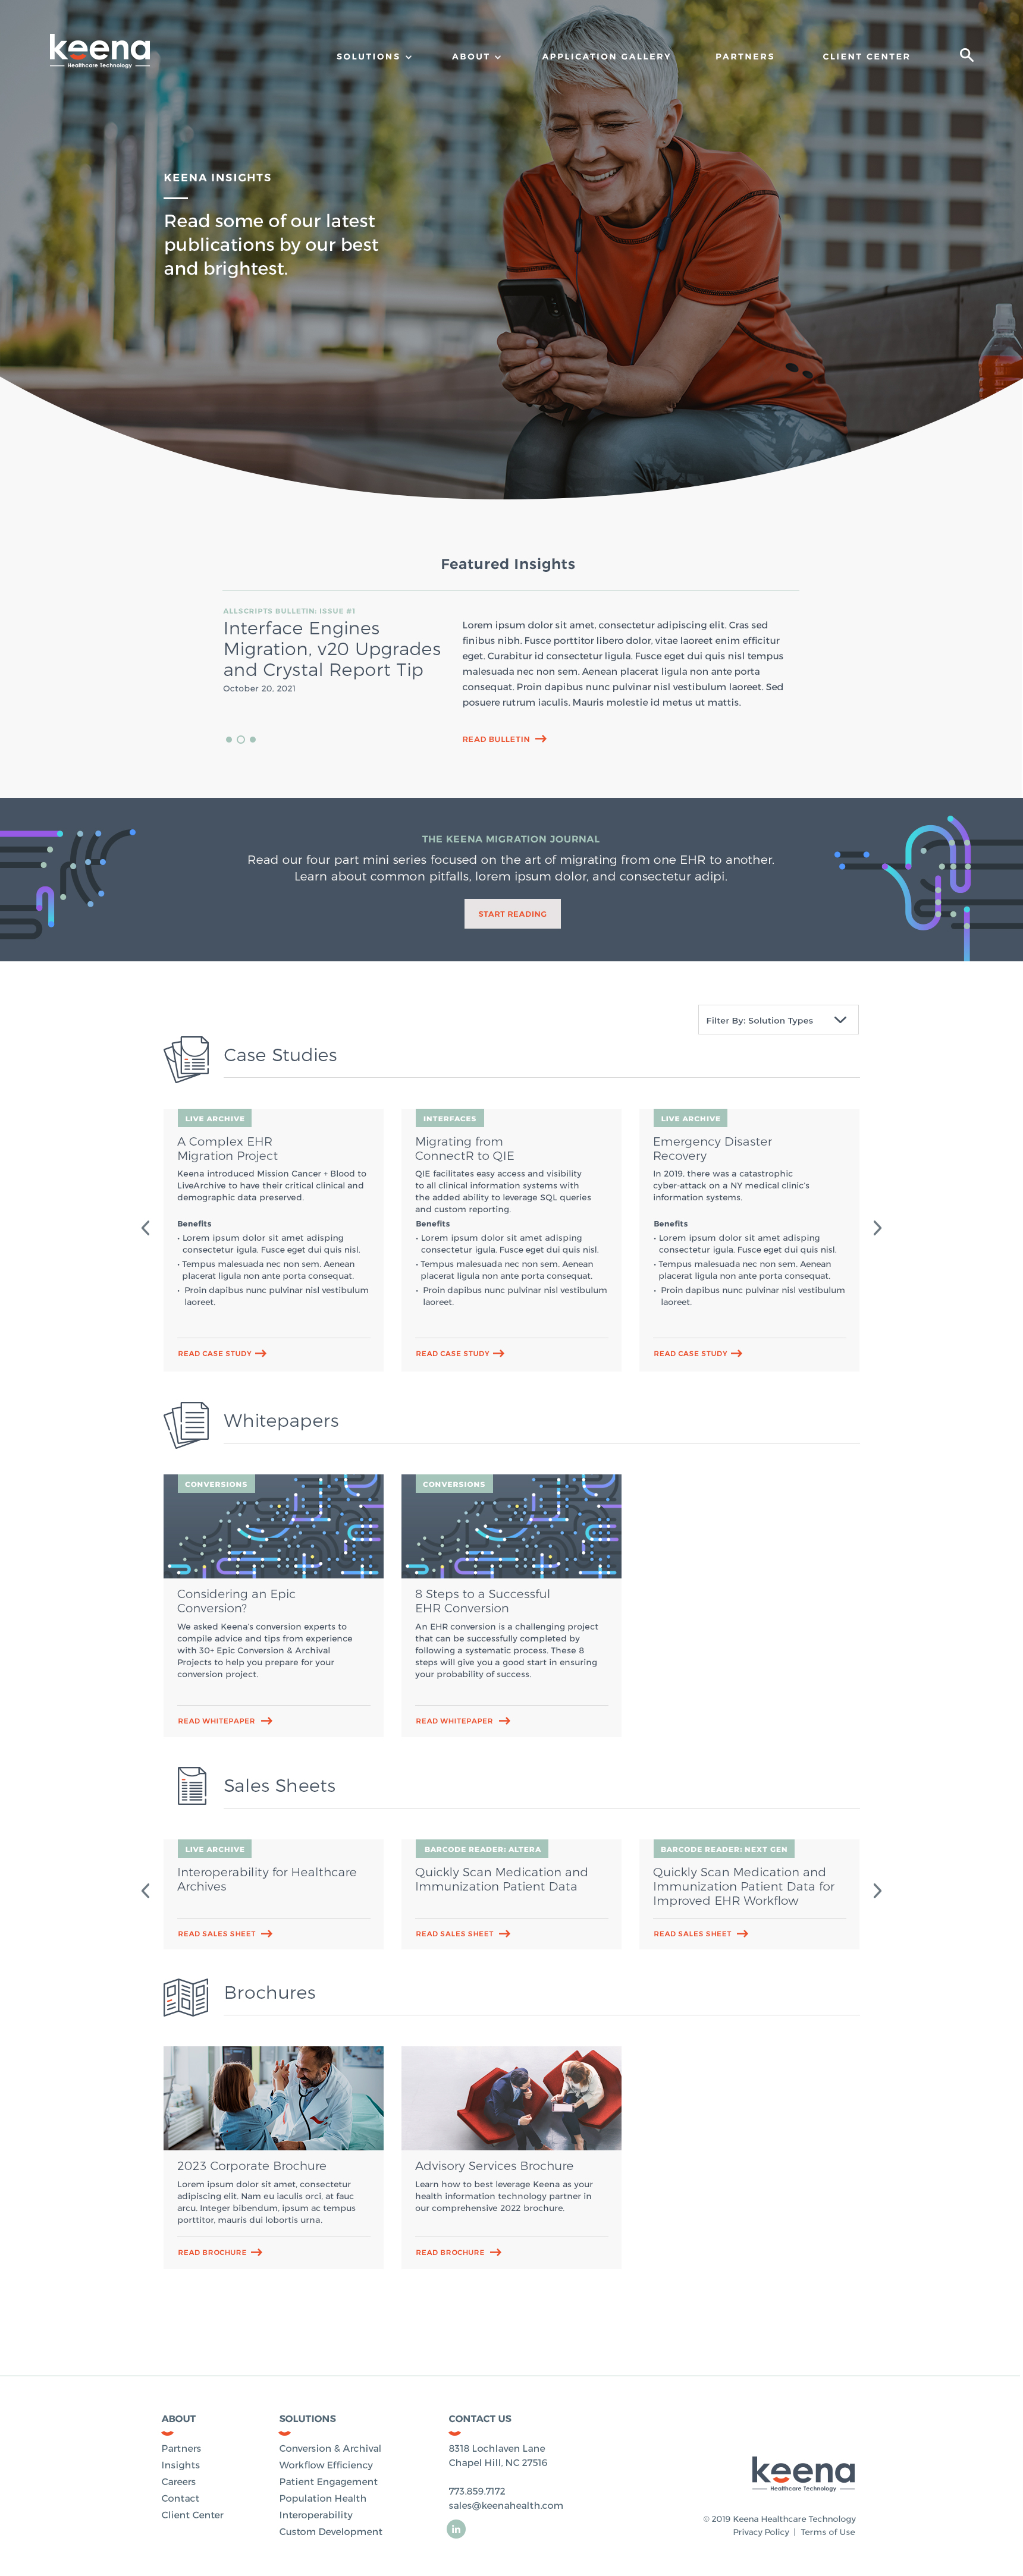 keena
Healthcare Technology
SOLUTIONS
ABOUT
APPLICATION GALLERY
PARTNERS
CLIENT CENTER
KEENA INSIGHTS
Read some of our latest
publications by our best
and brightest.
Featured Insights
ALLSCRIPTS BULLETIN: ISSUE #1
Interface Engines
Migration, v20 Upgrades
and Crystal Report Tip
October 20, 2021
Lorem ipsum dolor sit amet, consectetur adipiscing elit. Cras sed
finibus nibh. Fusce porttitor libero dolor, vitae laoreet enim efficitur
eget. Curabitur id consectetur ligula. Fusce eget dui quis nisl tempus
malesuada nec non sem. Aenean placerat ligula non ante porta
consequat. Proin dapibus nunc pulvinar nisl vestibulum laoreet. Sed
posuere rutrum iaculis. Mauris molestie id metus ut mattis.
READ BULLETIN
THE KEENA MIGRATION JOURNAL
Read our four part mini series focused on the art of migrating from one EHR to another.
Learn about common pitfalls, lorem ipsum dolor, and consectetur adipi.
START READING
Filter By: Solution Types
Case Studies
LIVE ARCHIVE
A Complex EHR
Migration Project
Keena introduced Mission Cancer + Blood to
LiveArchive to have their critical clinical and
demographic data preserved.
Benefits
• Lorem ipsum dolor sit amet adisping
consectetur igula. Fusce eget dui quis nisl.
• Tempus malesuada nec non sem. Aenean
placerat ligula non ante porta consequat.
• Proin dapibus nunc pulvinar nisl vestibulum
laoreet.
READ CASE STUDY
INTERFACES
Migrating from
ConnectR to QIE
QIE facilitates easy access and visibility
to all clinical information systems with
the added ability to leverage SQL queries
and custom reporting.
Benefits
• Lorem ipsum dolor sit amet adisping
consectetur igula. Fusce eget dui quis nisl.
• Tempus malesuada nec non sem. Aenean
placerat ligula non ante porta consequat.
• Proin dapibus nunc pulvinar nisl vestibulum
laoreet.
READ CASE STUDY
LIVE ARCHIVE
Emergency Disaster
Recovery
In 2019, there was a catastrophic
cyber-attack on a NY medical clinic's
information systems.
Benefits
• Lorem ipsum dolor sit amet adisping
consectetur igula. Fusce eget dui quis nisl.
• Tempus malesuada nec non sem. Aenean
placerat ligula non ante porta consequat.
• Proin dapibus nunc pulvinar nisl vestibulum
laoreet.
READ CASE STUDY
Whitepapers
CONVERSIONS
Considering an Epic
Conversion?
We asked Keena's conversion experts to
compile advice and tips from experience
with 30+ Epic Conversion & Archival
Projects to help you prepare for your
conversion project.
READ WHITEPAPER
CONVERSIONS
8 Steps to a Successful
EHR Conversion
An EHR conversion is a challenging project
that can be successfully completed by
following a systematic process. These 8
steps will give you a good start in ensuring
your probability of success.
READ WHITEPAPER
Sales Sheets
LIVE ARCHIVE
Interoperability for Healthcare
Archives
READ SALES SHEET
BARCODE READER: ALTERA
Quickly Scan Medication and
Immunization Patient Data
READ SALES SHEET
BARCODE READER: NEXT GEN
Quickly Scan Medication and
Immunization Patient Data for
Improved EHR Workflow
READ SALES SHEET
Brochures
2023 Corporate Brochure
Lorem ipsum dolor sit amet, consectetur
adipiscing elit. Nam eu iaculis orci, at fauc
arcu. Integer bibendum, ipsum ac tempus
porttitor, mauris dui lobortis urna.
READ BROCHURE
Advisory Services Brochure
Learn how to best leverage Keena as your
health information technology partner in
our comprehensive 2022 brochure.
READ BROCHURE
ABOUT
Partners
Insights
Careers
Contact
Client Center
SOLUTIONS
Conversion & Archival
Workflow Efficiency
Patient Engagement
Population Health
Interoperability
Custom Development
CONTACT US
8318 Lochlaven Lane
Chapel Hill, NC 27516
773.859.7172
sales@keenahealth.com
in
keena
Healthcare Technology
© 2019 Keena Healthcare Technology
Privacy Policy | Terms of Use